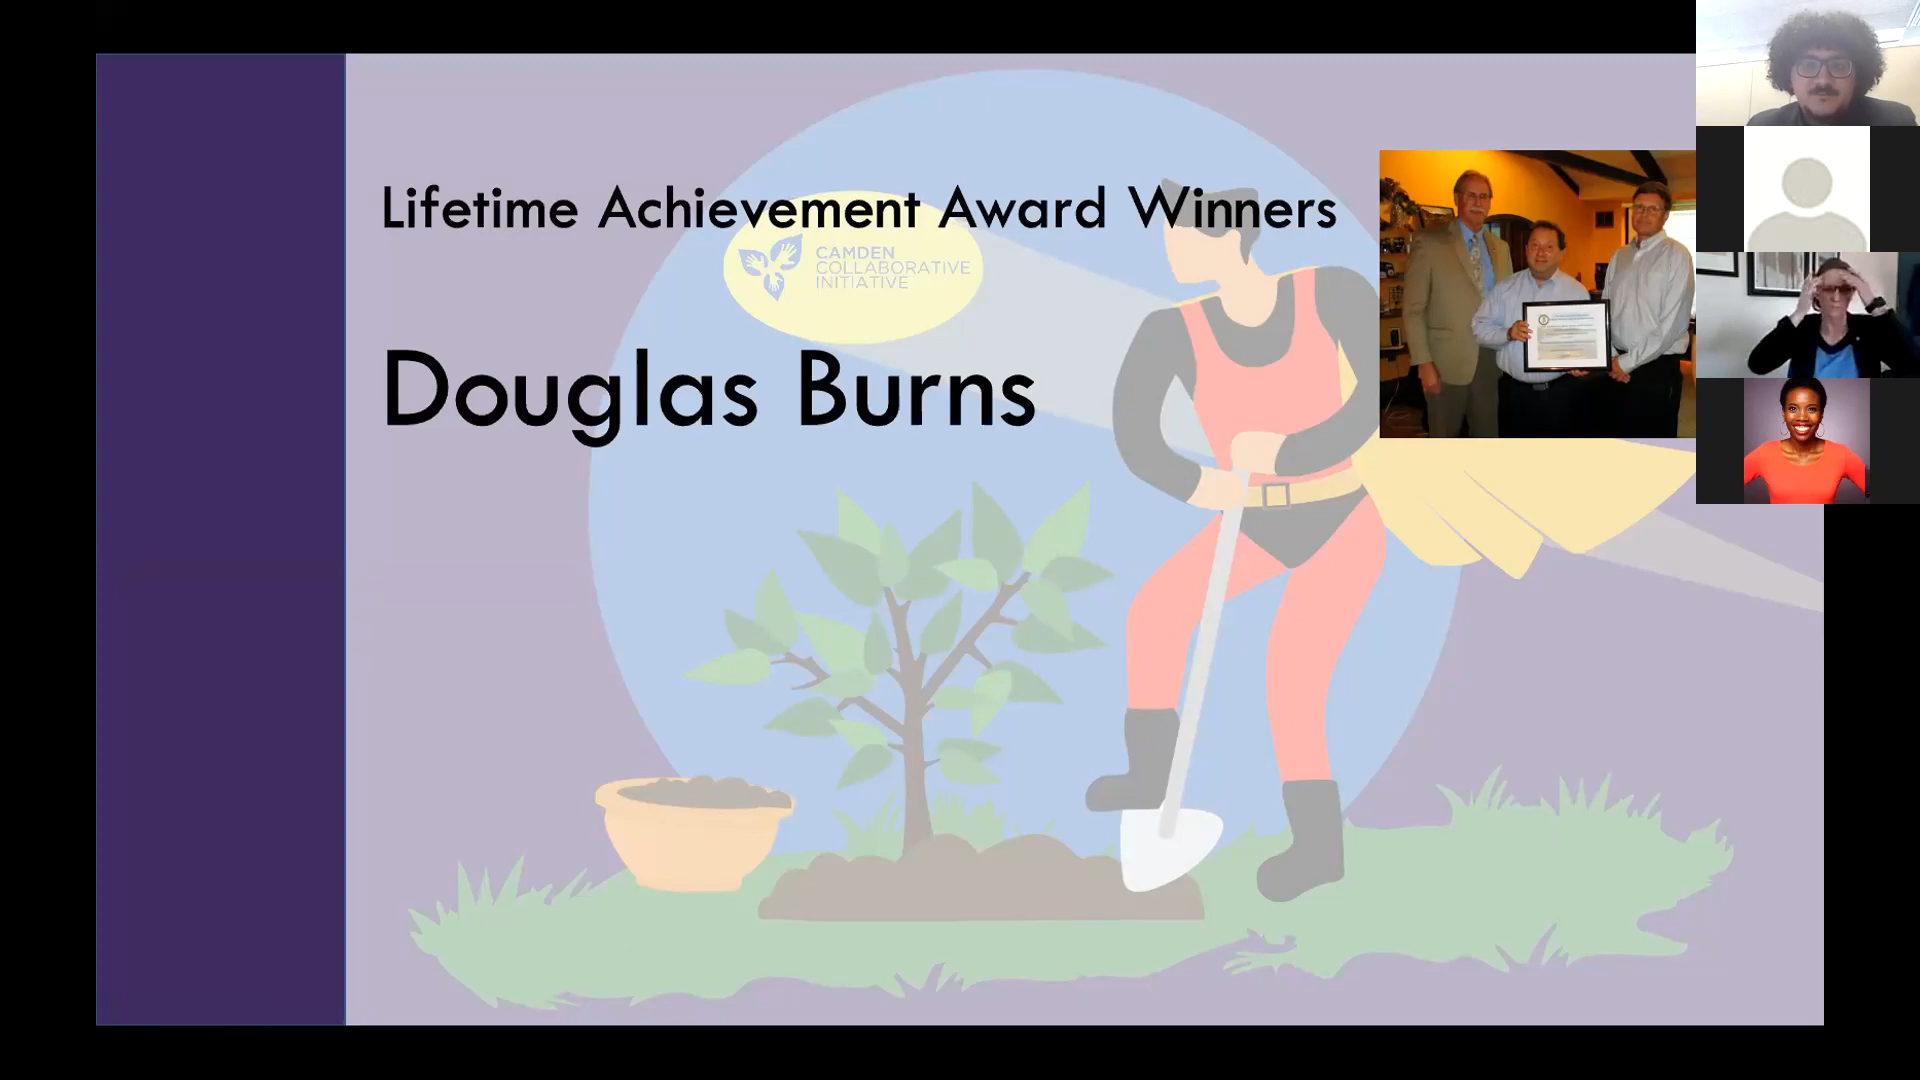 Lifetime Achievement Award Winners
CAMDEN
COLLABORATIVE
INITIATIVE
Douglas Burns